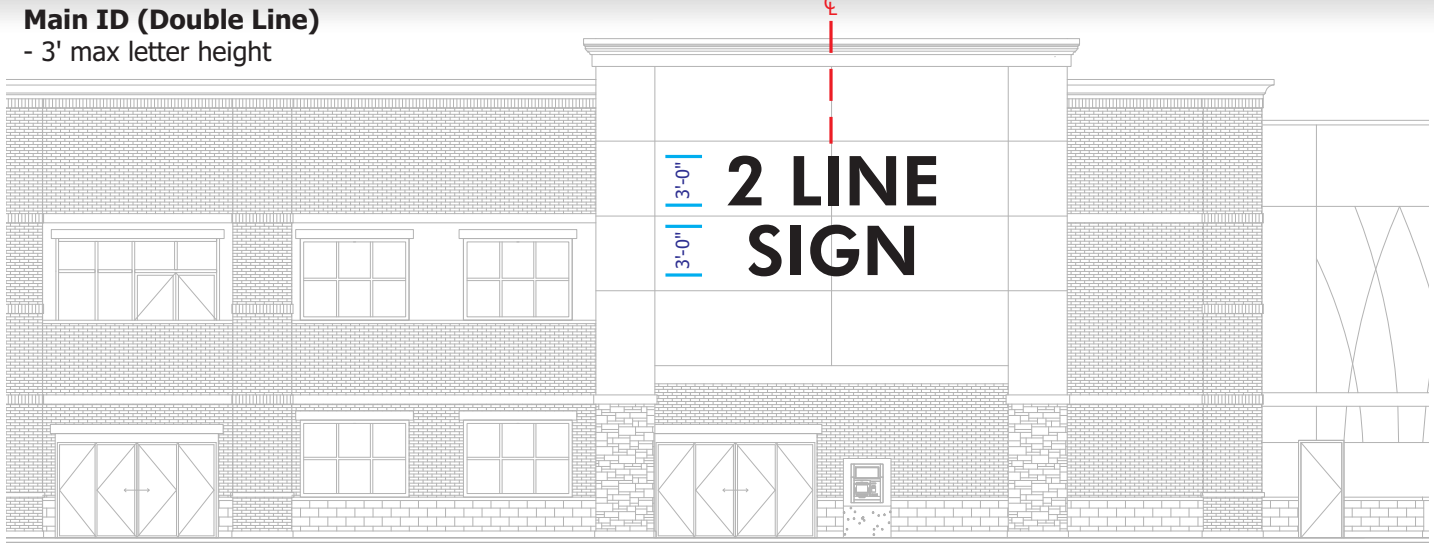 Main ID (Double Line)
- 3' max letter height
℄
3'-0" 2 LINE
3'-0" SIGN